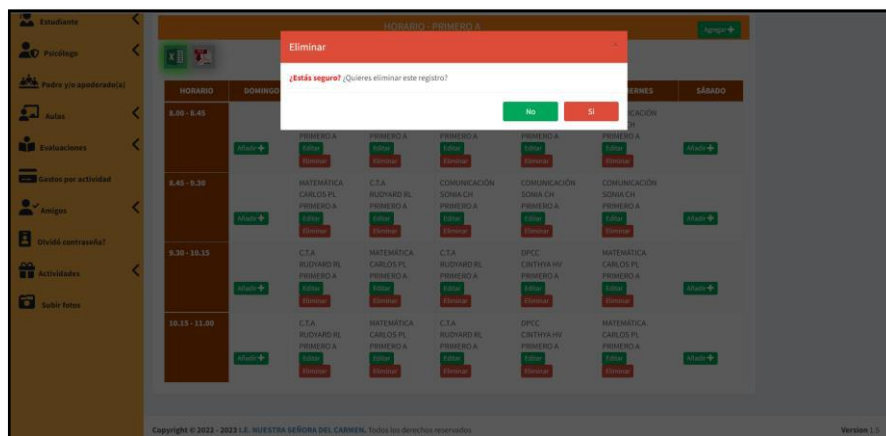 Estudiante
HORARIO - PRIMERO A
Agregar
Psicólogo
Eliminar
Padre y/o apoderado(a)
¿Estás seguro? ¿Quieres eliminar este registro?
No Si
HORARIO DOMINGO ERNES SÁBADO
Aulas
8.00 - 8.45
PRIMERO A PRIMERO A PRIMERO A PRIMERO A PRIMERO A
Evaluaciones
Añadir Editar Editar Editar Editar Editar Añadir
Eliminar Eliminar Eliminar Eliminar Eliminar
Gastos por actividad
8.45 - 9.30 MATEMÁTICA C.T.A COMUNICACIÓN COMUNICACIÓN COMUNICACIÓN
CARLOS PL RUDYARD RL SONIA CH SONIA CH SONIA CH
PRIMERO A PRIMERO A PRIMERO A PRIMERO A PRIMERO A
Amigos
Añadir Editar Editar Editar Editar Editar Añadir
Eliminar Eliminar Eliminar Eliminar Eliminar
Olvidó contraseña?
9.30 - 10.15 C.T.A MATEMÁTICA C.T.A DPCC MATEMÁTICA
RUDYARD RL CARLOS PL RUDYARD RL CINTHYA HV CARLOS PL
PRIMERO A PRIMERO A PRIMERO A PRIMERO A PRIMERO A
Actividades
Añadir Editar Editar Editar Editar Editar Añadir
Eliminar Eliminar Eliminar Eliminar Eliminar
Subir fotos
10.15 - 11.00 C.T.A MATEMÁTICA C.T.A DPCC MATEMÁTICA
RUDYARD RL CARLOS PL RUDYARD RL CINTHYA HV CARLOS PL
PRIMERO A PRIMERO A PRIMERO A PRIMERO A PRIMERO A
Añadir Editar Editar Editar Editar Editar Añadir
Eliminar Eliminar Eliminar Eliminar Eliminar
Copyright © 2022 - 2023 I.E. NUESTRA SEÑORA DEL CARMEN. Todos los derechos reservados
Version 1.5